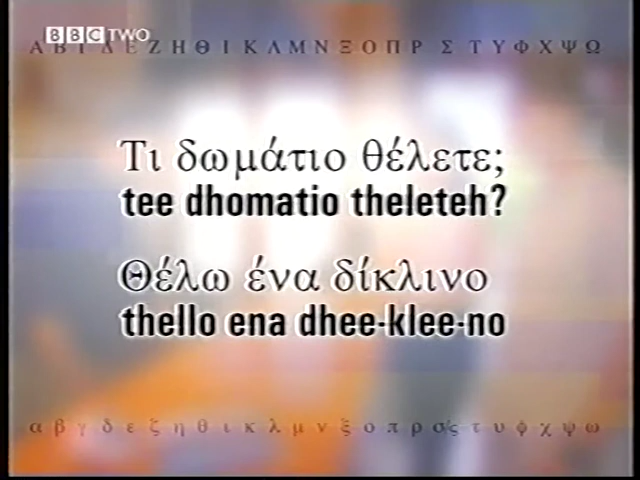 BBC TWO
Α Β Γ Δ Ε Ζ Η Θ Ι Κ Λ Μ Ν Ξ Ο Π Ρ Σ Τ Υ Φ Χ Ψ Ω
Τι δωμάτιο θέλετε;
tee dhomatio theleteh?
Θέλω ένα δίκλινο
thello ena dhee-klee-no
α β γ δ ε ζ η θ ι κ λ μ ν ξ ο π ρ σ/ς τ υ φ χ ψ ω